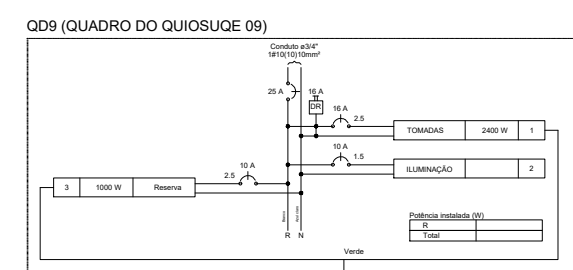 QD9 (QUADRO DO QUIOSUQE 09)
Conduto ø3/4"
1#10(10)10mm²
25 A
16 A
DR
16 A
2.5
TOMADAS 2400 W 1
10 A
1.5
ILUMINAÇÃO 2
10 A
2.5
3 1000 W Reserva
Branco
Azul claro
R N
Potência instalada (W)
R
Total
Verde